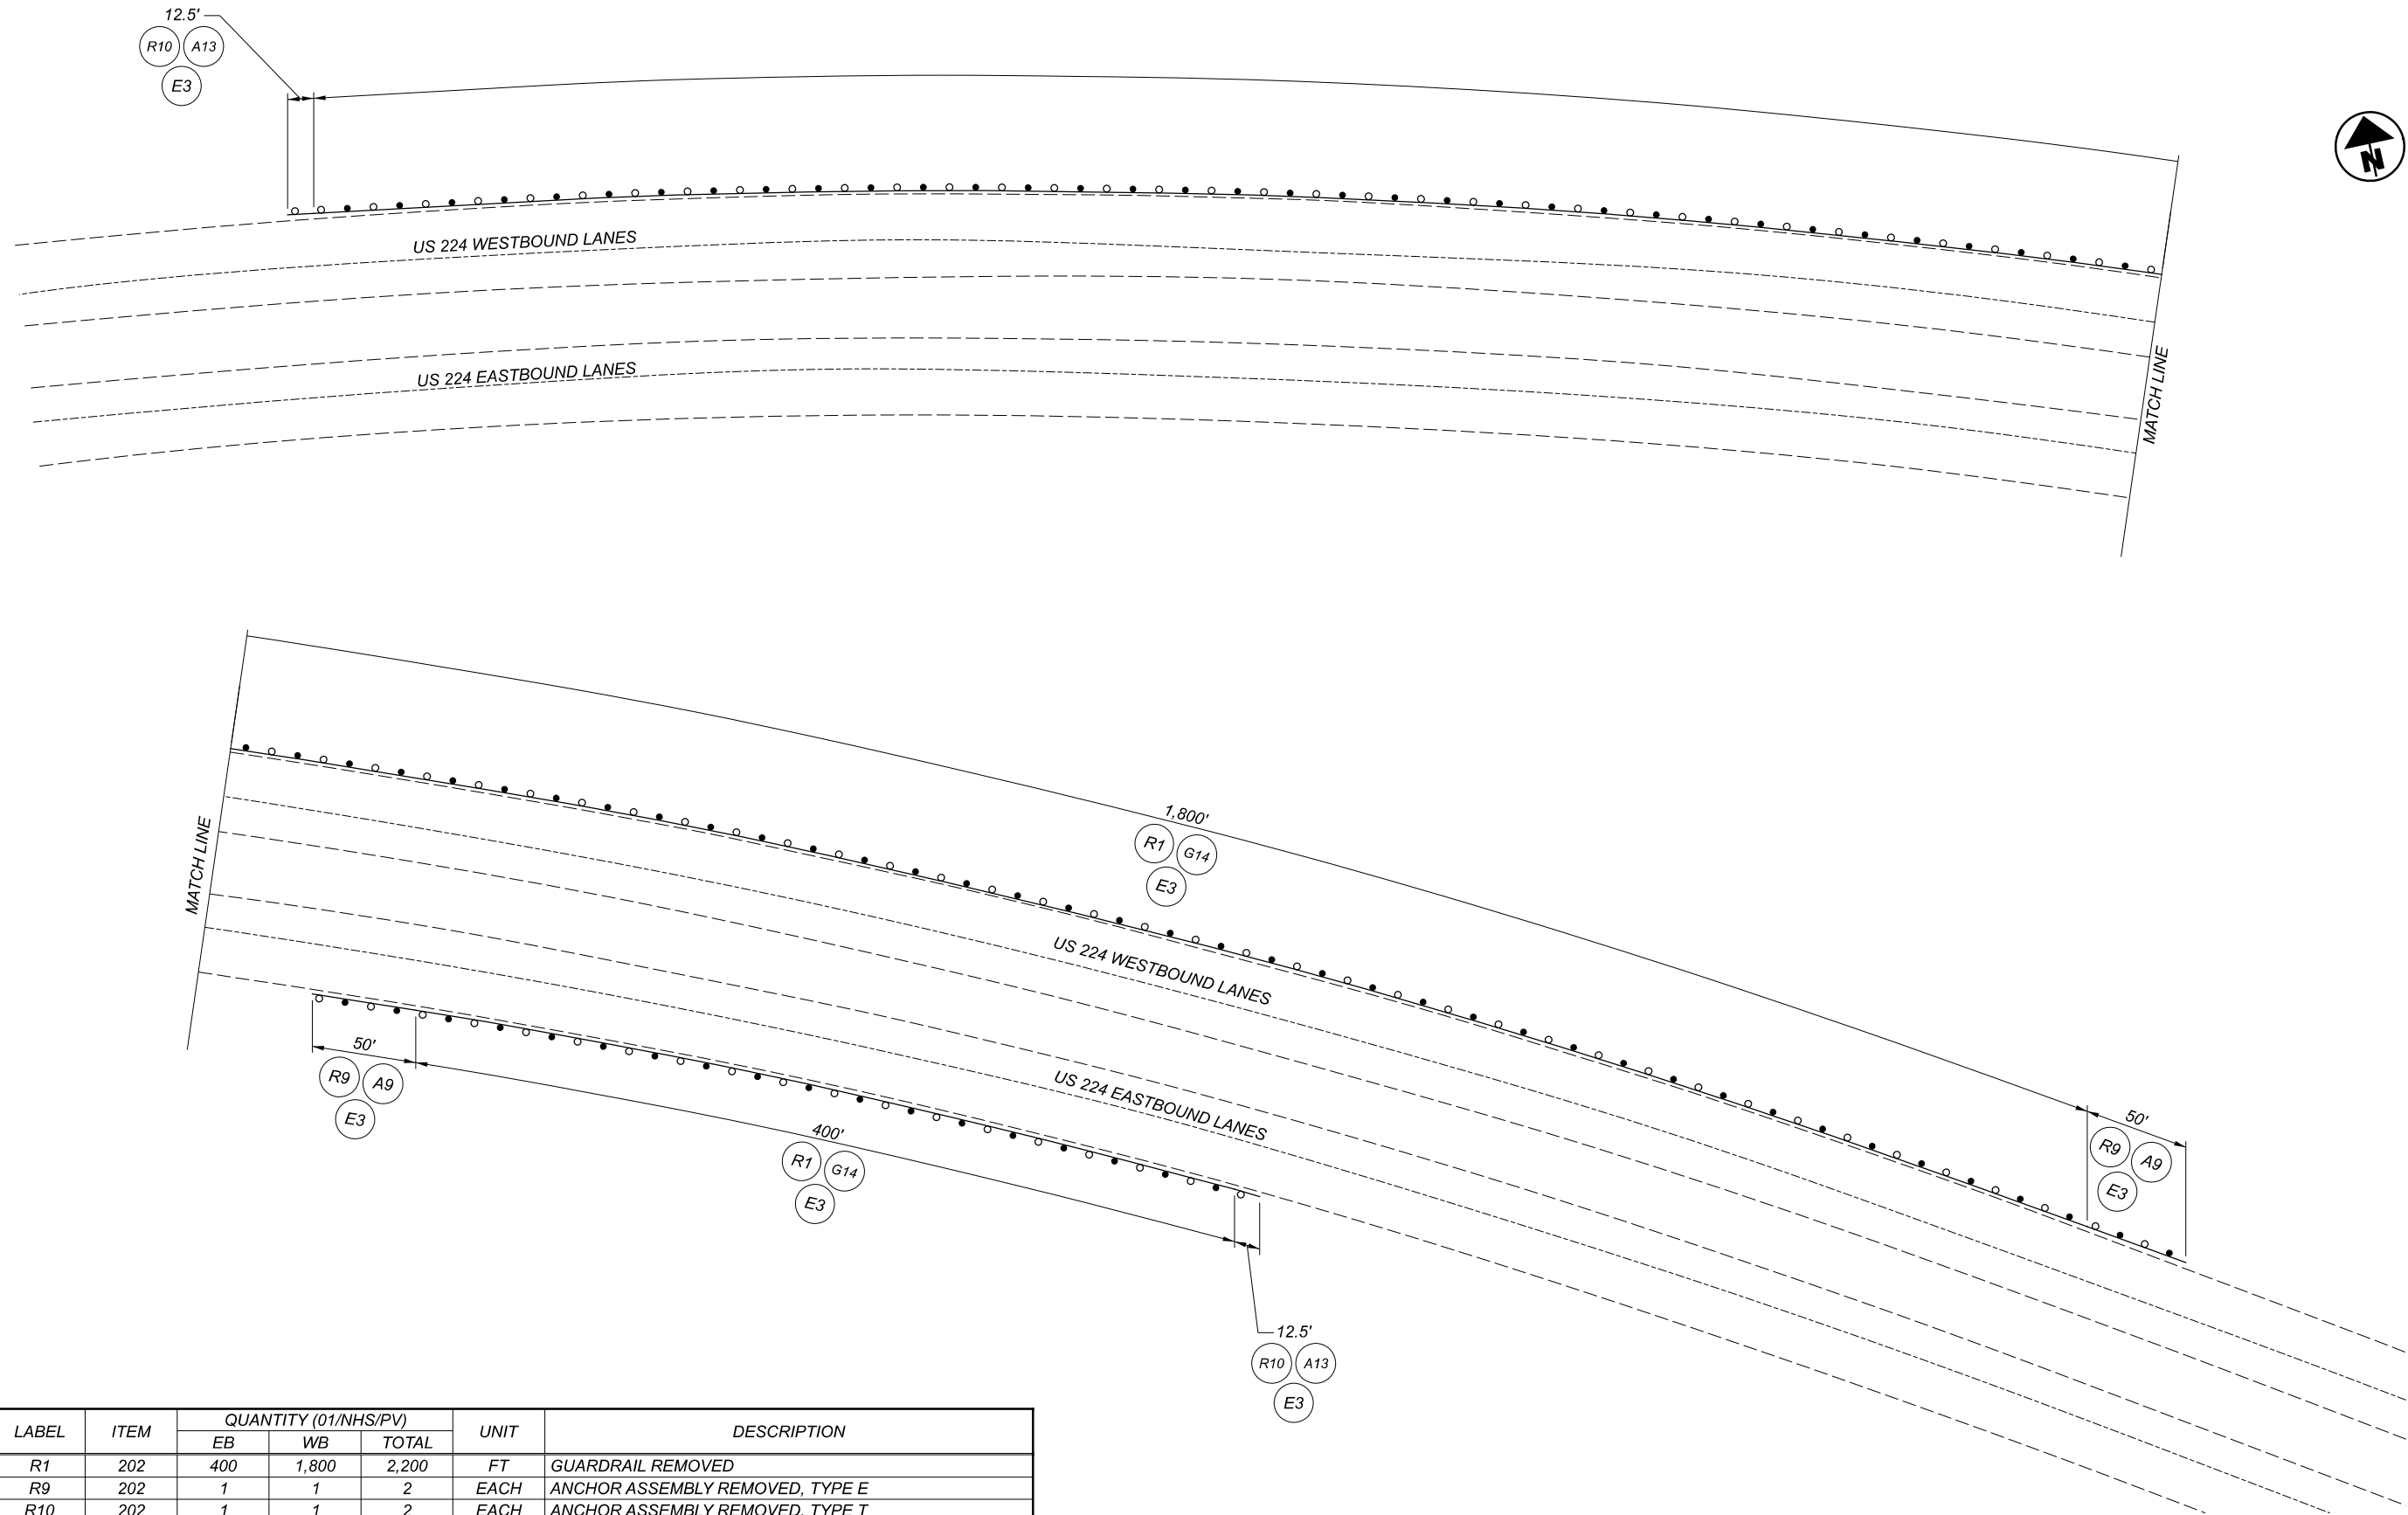 12.5'
R10 A13
E3
N
US 224 WESTBOUND LANES
US 224 EASTBOUND LANES
MATCH LINE
1,800'
R1 G14
E3
MATCH LINE
US 224 WESTBOUND LANES
US 224 EASTBOUND LANES
50'
R9 A9
E3
400'
R1 G14
E3
50'
R9 A9
E3
12.5'
R10 A13
E3
LABEL ITEM QUANTITY (01/NHS/PV) UNIT DESCRIPTION
EB WB TOTAL
R1 202 400 1,800 2,200 FT GUARDRAIL REMOVED
R9 202 1 1 2 EACH ANCHOR ASSEMBLY REMOVED, TYPE E
R10 202 1 1 2 EACH ANCHOR ASSEMBLY REMOVED, TYPE T